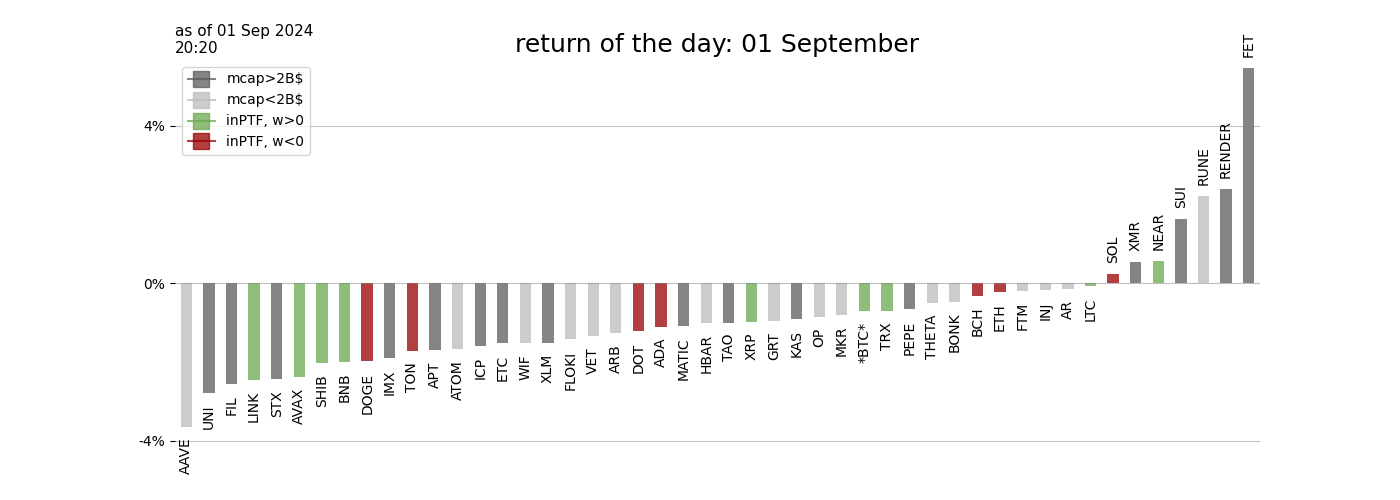 as of 01 Sep 2024
20:20
return of the day: 01 September
mcap>2B$
mcap<2B$
inPTF, w>0
inPTF, w<0
4%
0%
-4%
AAVE
UNI
FIL
LINK
STX
AVAX
SHIB
BNB
DOGE
IMX
TON
APT
ATOM
ICP
ETC
WIF
XLM
FLOKI
VET
ARB
DOT
ADA
MATIC
HBAR
TAO
XRP
GRT
KAS
OP
MKR
*BTC*
TRX
PEPE
THETA
BONK
BCH
ETH
FTM
INJ
AR
LTC
SOL
XMR
NEAR
SUI
RUNE
RENDER
FET